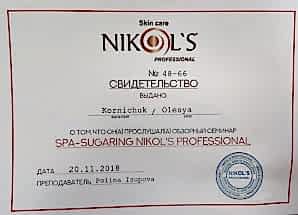 Skin care
NIKOL'S
PROFESSIONAL
№ 48-66
СВИДЕТЕЛЬСТВО
ВЫДАНО
Kornichuk / Olesya
О ТОМ, ЧТО ОН(А) ПРОСЛУШАЛ(А) ОБЗОРНЫЙ СЕМИНАР
SPA-SUGARING NIKOL'S PROFESSIONAL
ДАТА 20.11.2018
ПРЕПОДАВАТЕЛЬ Polina Isupova
NIKOL'S